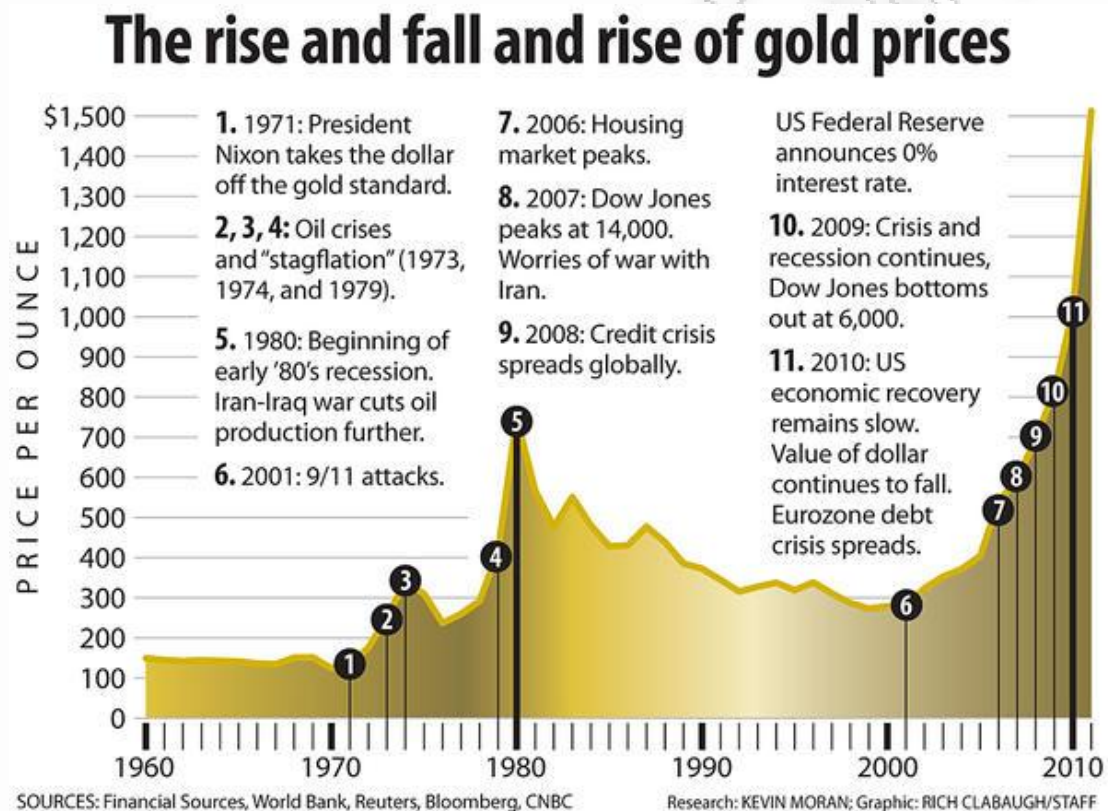 The rise and fall and rise of gold prices
PRICE PER OUNCE
$1,500
1,400
1,300
1,200
1,100
1,000
900
800
700
600
500
400
300
200
100
0
1. 1971: President
Nixon takes the dollar
off the gold standard.
2, 3, 4: Oil crises
and "stagflation" (1973,
1974, and 1979).
5. 1980: Beginning of
early '80's recession.
Iran-Iraq war cuts oil
production further.
6. 2001: 9/11 attacks.
7. 2006: Housing
market peaks.
8. 2007: Dow Jones
peaks at 14,000.
Worries of war with
Iran.
9. 2008: Credit crisis
spreads globally.
US Federal Reserve
announces 0%
interest rate.
10. 2009: Crisis and
recession continues,
Dow Jones bottoms
out at 6,000.
11. 2010: US
economic recovery
remains slow.
Value of dollar
continues to fall.
Eurozone debt
crisis spreads.
1
2
3
4
5
6
7
8
9
10
11
1960
1970
1980
1990
2000
2010
SOURCES: Financial Sources, World Bank, Reuters, Bloomberg, CNBC
Research: KEVIN MORAN; Graphic: RICH CLABAUGH/STAFF